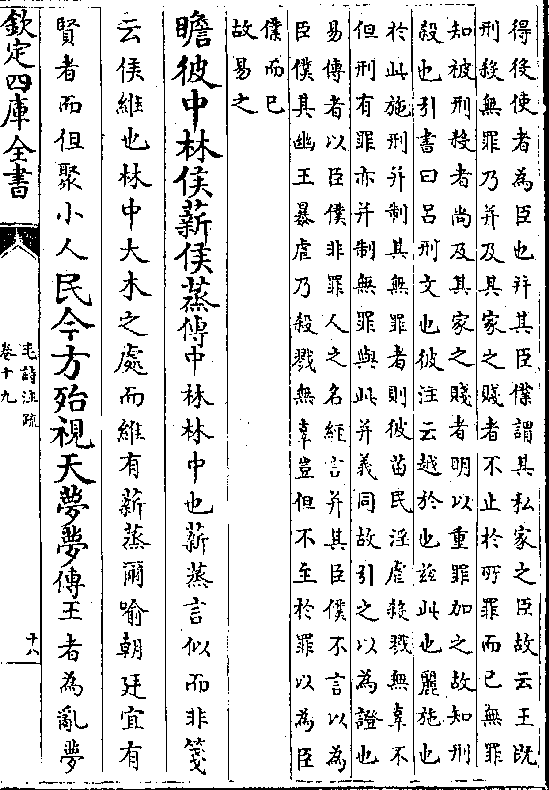 得後使者為臣也并其臣僕謂其私家之臣故云王既
刑殺無罪乃并及其家之賤者不止於所罪而已無罪
知被刑殺者尚及其家之賤者明以重罪加之故知刑
殺也引書曰呂刑文也彼注云越於也兹此也麗施也
於此施刑并制其無罪者則彼苗民淫虐殺戮無辜不
但刑有罪亦并制無罪與此并義同故引之以為證也
易傳者以臣僕非罪人之名經言并其臣僕不言以為
臣僕其幽王暴虐乃殺戮無辜豈但不至於罪以為臣
僕而已
故易之
瞻彼中林侯薪侯蒸傳中林林中也薪蒸言似而非箋
云侯維也林中大木之處而維有薪蒸爾喻朝廷宜有
賢者而但聚小人民今方殆視天夢夢傳王者為亂夢
欽定四庫全書
毛詩注疏
卷十九
十八